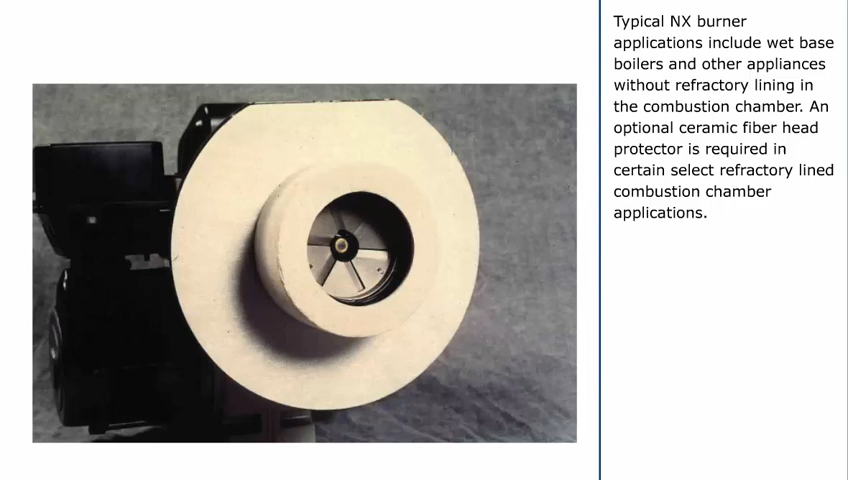 Typical NX burner
applications include wet base
boilers and other appliances
without refractory lining in
the combustion chamber. An
optional ceramic fiber head
protector is required in
certain select refractory lined
combustion chamber
applications.